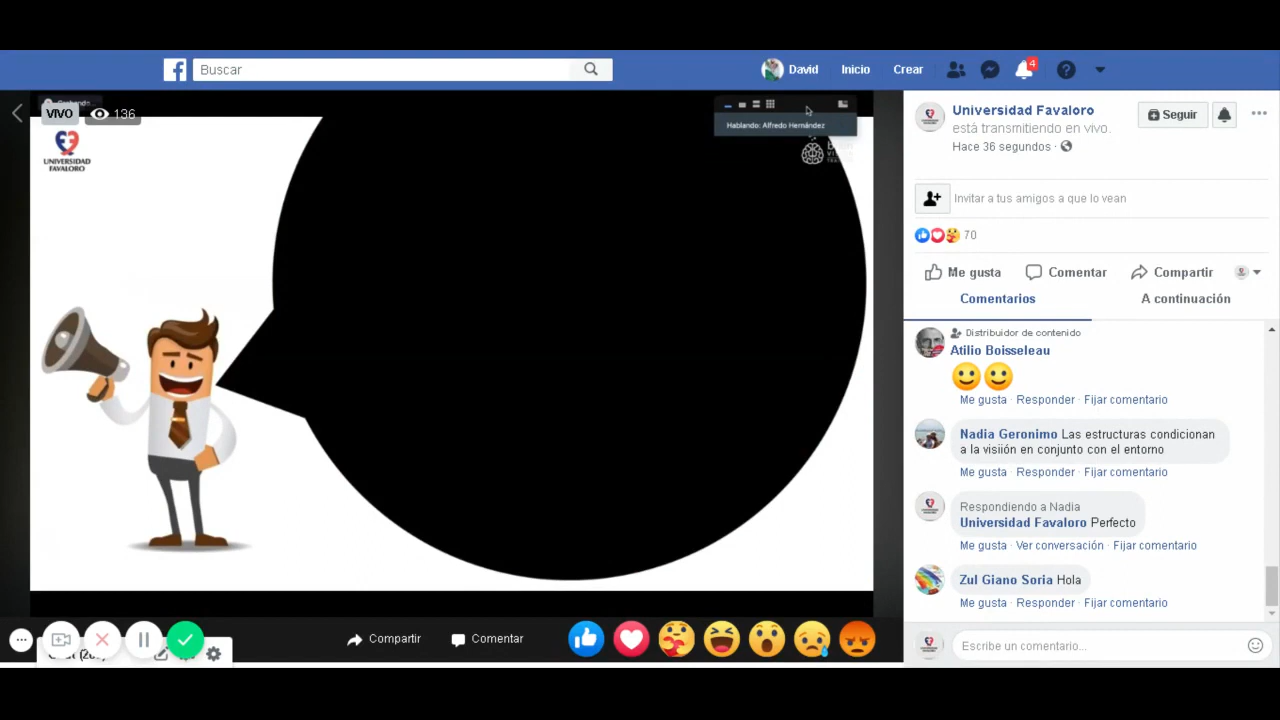 Buscar
David
Inicio
Crear
4
VIVO
136
Hablando: Alfredo Hernández
UNIVERSIDAD
FAVALORO
Universidad Favaloro
está transmitiendo en vivo.
Hace 36 segundos ·
Seguir
Invitar a tus amigos a que lo vean
70
Me gusta
Comentar
Compartir
Comentarios
A continuación
Distribuidor de contenido
Atilio Boisseleau
Me gusta · Responder · Fijar comentario
Nadia Geronimo Las estructuras condicionan
a la visiión en conjunto con el entorno
Me gusta · Responder · Fijar comentario
Respondiendo a Nadia
Universidad Favaloro Perfecto
Me gusta · Ver conversación · Fijar comentario
Zul Giano Soria Hola
Me gusta · Responder · Fijar comentario
Escribe un comentario...
Compartir
Comentar